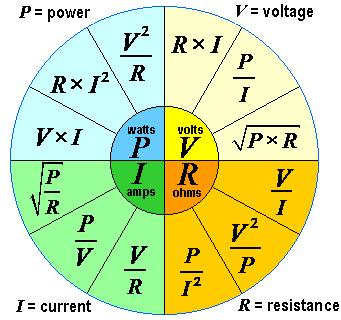 P = power
V = voltage
V²/R
R × I
R × I²
P/I
V × I
√(P × R)
watts
P
volts
V
I
amps
R
ohms
√(P/R)
V/I
P/V
V²/P
V/R
P/I²
I = current
R = resistance